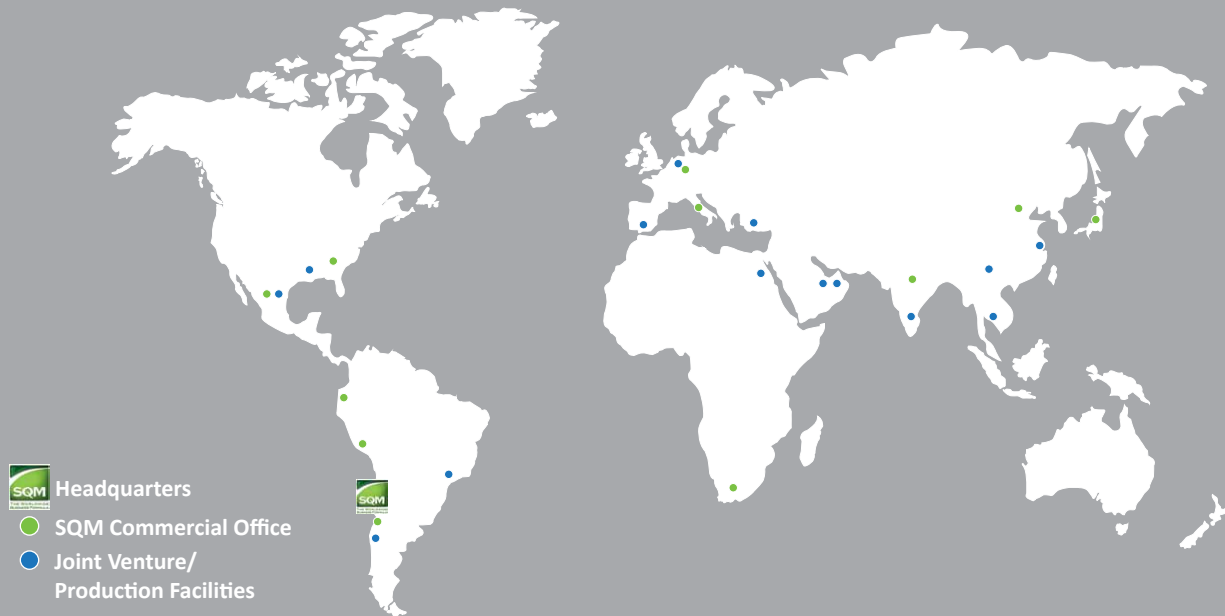 SQM
SQM
Headquarters
SQM Commercial Office
Joint Venture/
Production Facilities